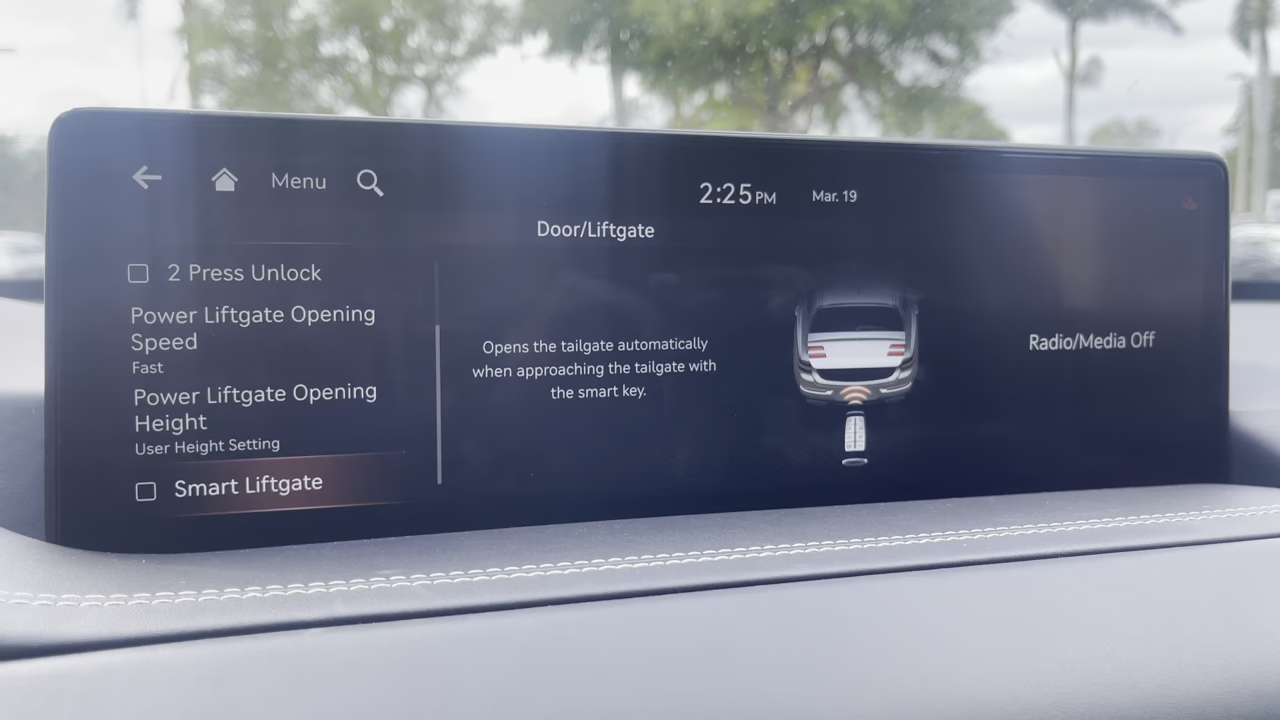 Menu
2:25 PM
Mar. 19
Door/Liftgate
2 Press Unlock
Power Liftgate Opening
Speed
Fast
Power Liftgate Opening
Height
User Height Setting
Smart Liftgate
Opens the tailgate automatically
when approaching the tailgate with
the smart key.
Radio/Media Off